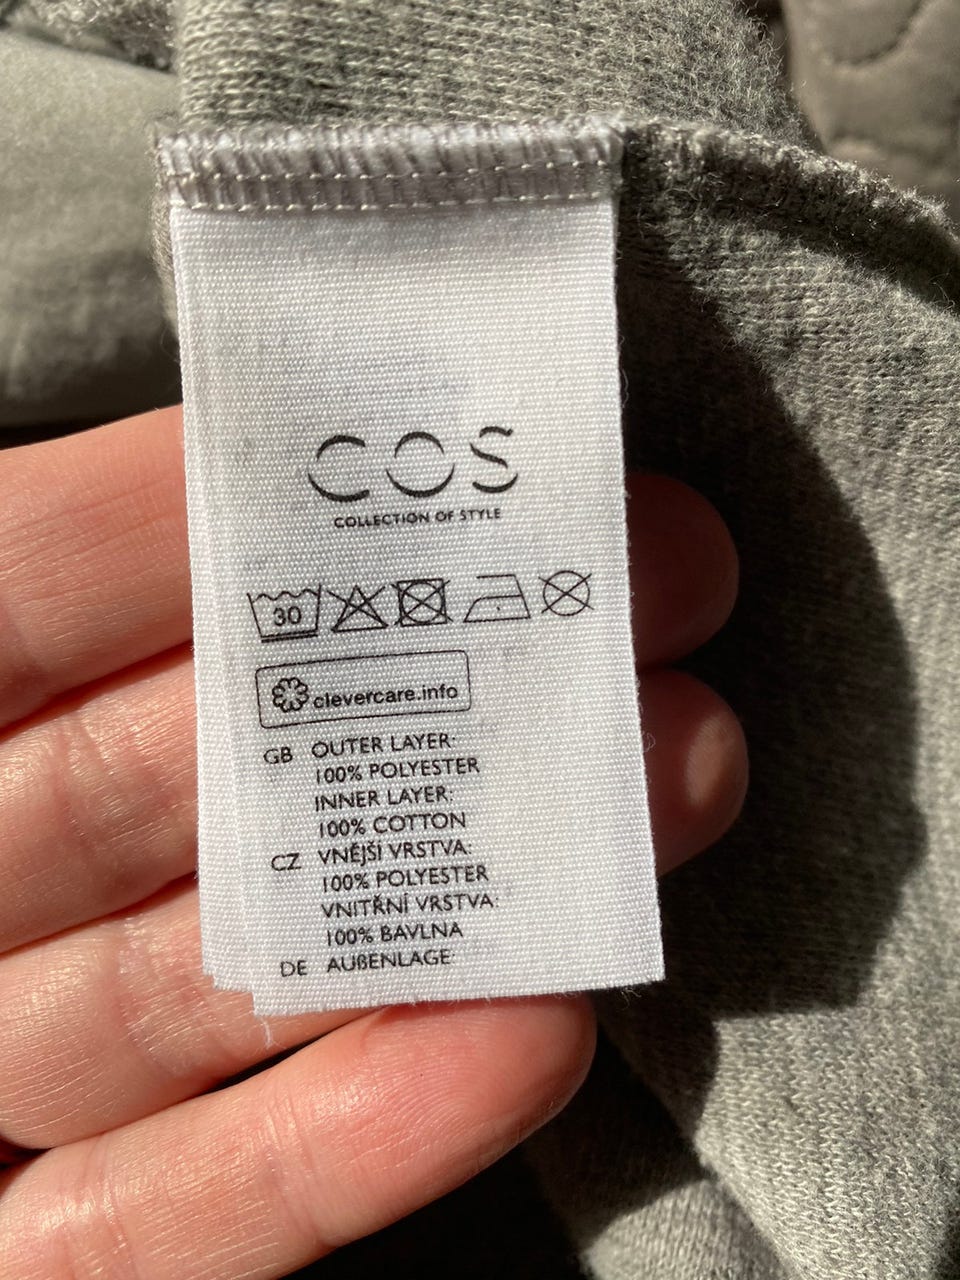 COS
COLLECTION OF STYLE
30
clevercare.info
GB OUTER LAYER:
100% POLYESTER
INNER LAYER:
100% COTTON
CZ VNĚJŠI VRSTVA:
100% POLYESTER
VNITŘNÍ VRSTVA:
100% BAVLNA
DE AUßENLAGE: